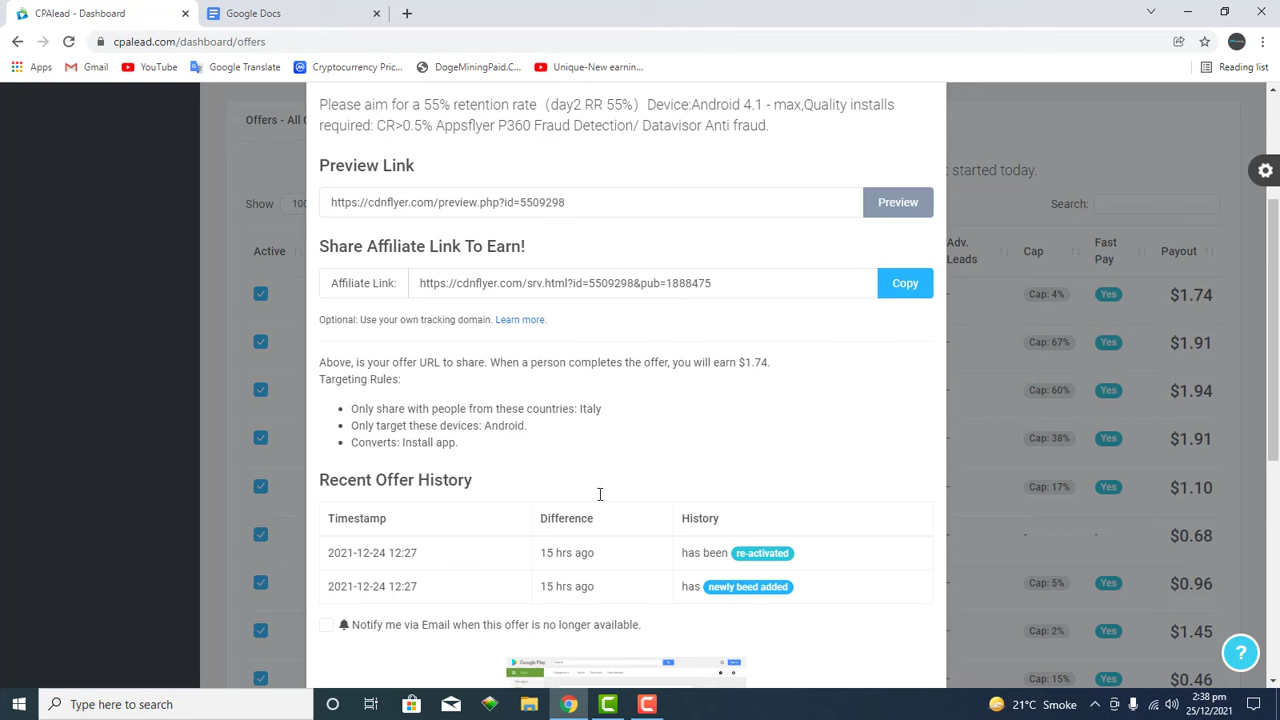 CPAlead - Dashboard
Google Docs
cpalead.com/dashboard/offers
Apps
Gmail
YouTube
Google Translate
Cryptocurrency Pric...
DogeMiningPaid.C...
Unique-New earnin...
Reading list
Please aim for a 55% retention rate（day2 RR 55%）Device:Android 4.1 - max,Quality installs
required: CR>0.5% Appsflyer P360 Fraud Detection/ Datavisor Anti fraud.
Offers - All C
Preview Link
t started today.
https://cdnflyer.com/preview.php?id=5509298
Preview
Show
100
Search:
Share Affiliate Link To Earn!
Active
Adv.
Leads
Cap
Fast
Pay
Payout
Affiliate Link:
https://cdnflyer.com/srv.html?id=5509298&pub=1888475
Copy
Cap: 4%
Yes
$1.74
Optional: Use your own tracking domain. Learn more.
Cap: 67%
Yes
$1.91
Above, is your offer URL to share. When a person completes the offer, you will earn $1.74.
Targeting Rules:
Cap: 60%
Yes
$1.94
• Only share with people from these countries: Italy
• Only target these devices: Android.
• Converts: Install app.
Cap: 38%
Yes
$1.91
Recent Offer History
Cap: 17%
Yes
$1.10
Timestamp
Difference
History
- - $0.68
2021-12-24 12:27
15 hrs ago
has been re-activated
Cap: 5%
Yes
$0.96
2021-12-24 12:27
15 hrs ago
has newly beed added
Notify me via Email when this offer is no longer available.
Cap: 2%
Yes
$1.45
Google Play
Cap: 15%
Yes
$0.46
?
Type here to search
21°C Smoke
2:38 pm
25/12/2021